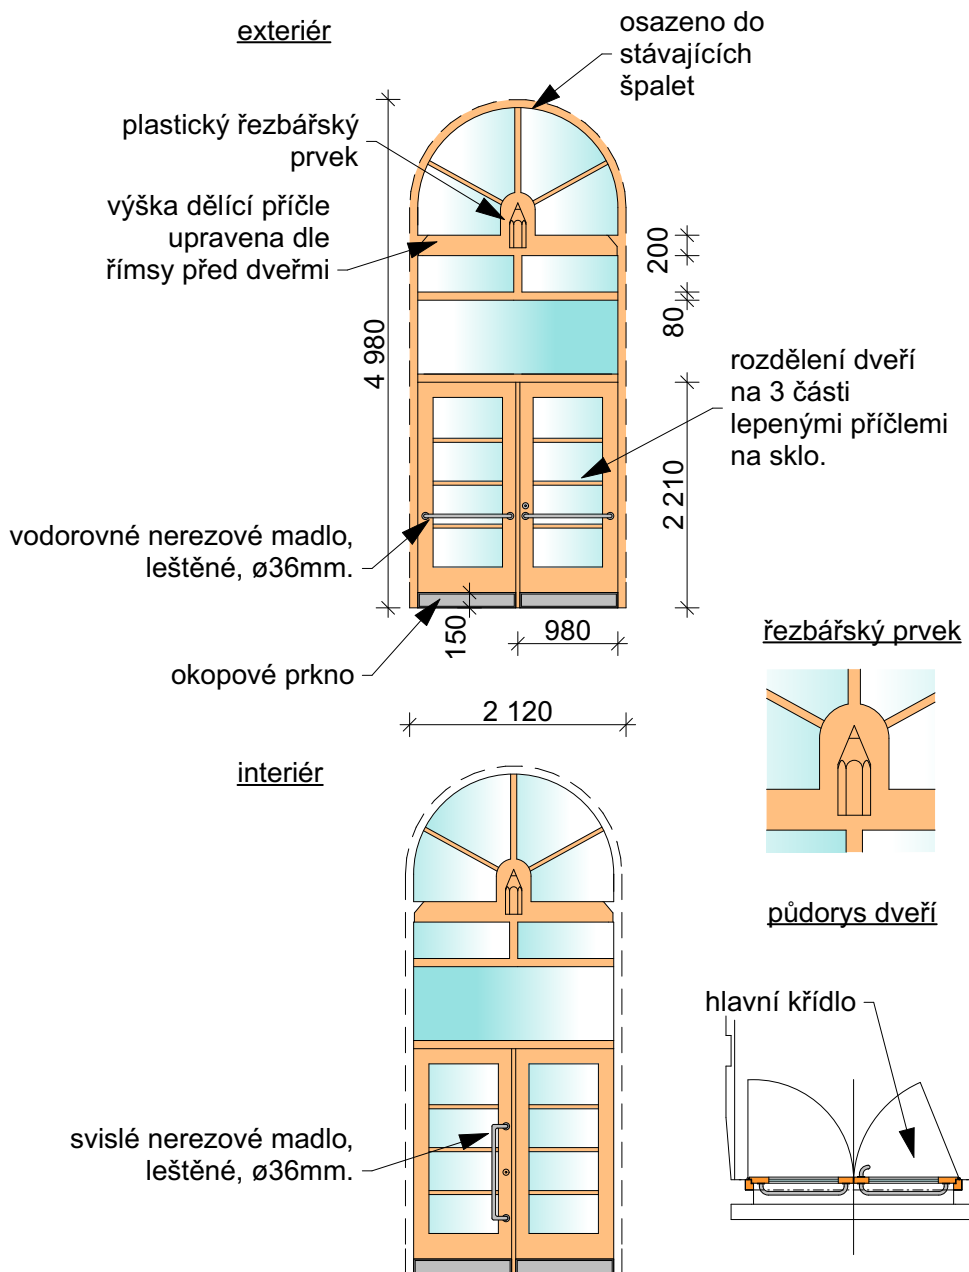 exteriér
osazeno do
stávajících
špalet
plastický řezbářský
prvek
výška dělící příčle
upravena dle
římsy před dveřmi
200
80
4 980
rozdělení dveří
na 3 části
lepenými příčlemi
na sklo.
2 210
vodorovné nerezové madlo,
leštěné, ø36mm.
150
980
okopové prkno
řezbářský prvek
2 120
interiér
půdorys dveří
hlavní křídlo
svislé nerezové madlo,
leštěné, ø36mm.